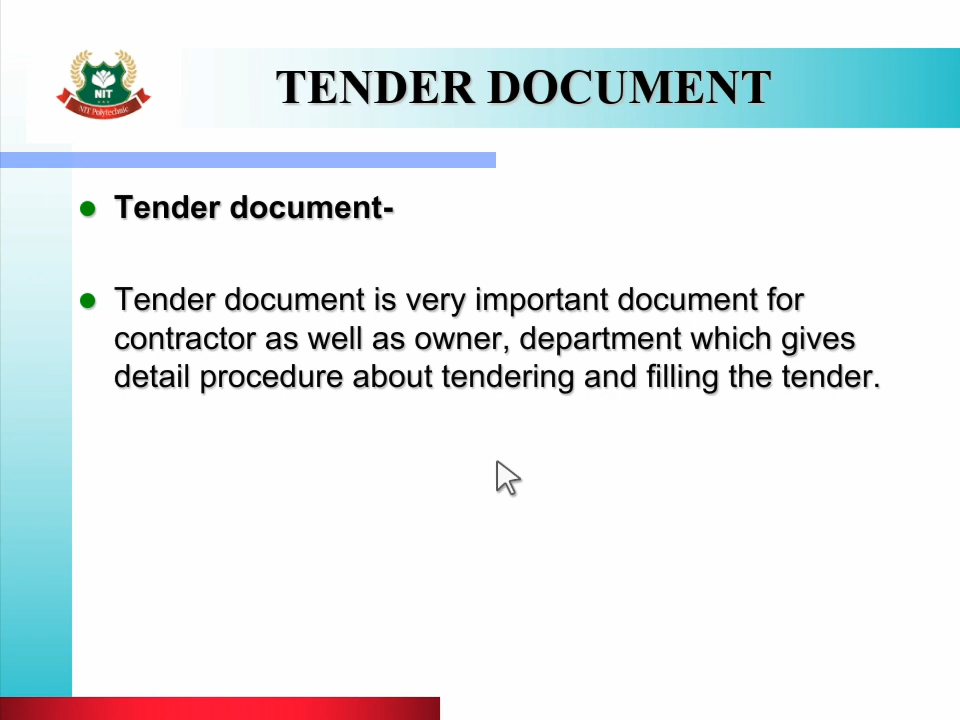 NIT
NIT Polytechnic
TENDER DOCUMENT
Tender document-
Tender document is very important document for
contractor as well as owner, department which gives
detail procedure about tendering and filling the tender.